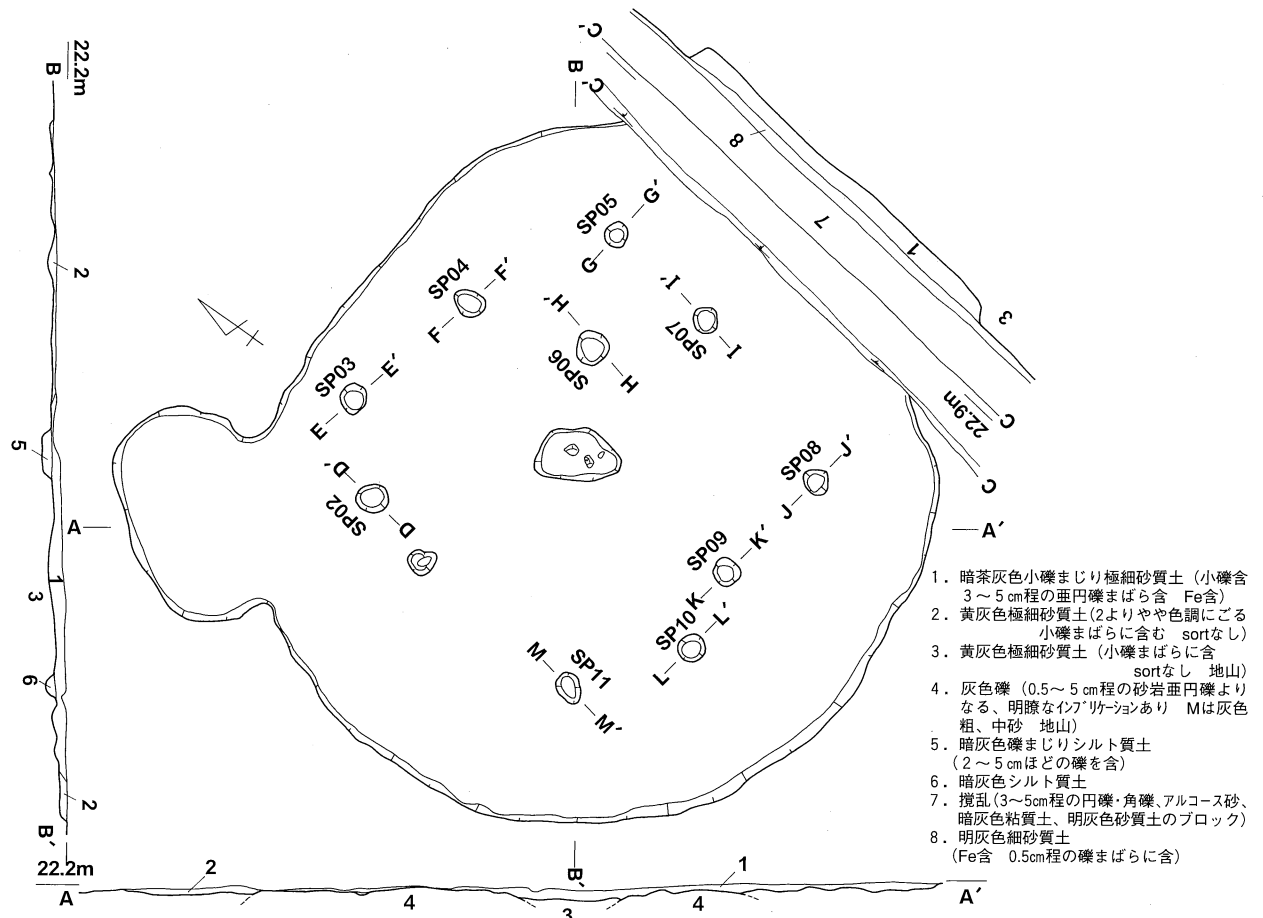 C'
B
C'
B
22.2m
8
G'
SP05
G
7
1
2
F'
SP04
F
H'
SP06
H
I'
SP07
I
3
C
22.9m
C
E'
SP03
E
5
D'
SP02
D
J'
SP08
J
A
A'
K'
SP09
K
1
3
L'
SP10
L
M
SP11
M'
6
2
B'
B'
22.2m
A
2
4
3
4
1
A'
1．暗茶灰色小礫まじり極細砂質土（小礫含
3～5㎝程の亜円礫まばら含　Fe含）
2．黄灰色極細砂質土(2よりやや色調にごる
小礫まばらに含む　sortなし)
3．黄灰色極細砂質土（小礫まばらに含
sortなし　地山）
4．灰色礫（0.5～5㎝程の砂岩亜円礫より
なる、明瞭なｲﾝﾌﾞﾘｹｰｼｮﾝあり　Mは灰色
粗、中砂　地山）
5．暗灰色礫まじりシルト質土
（2～5㎝ほどの礫を含）
6．暗灰色シルト質土
7．撹乱(3～5㎝程の円礫･角礫､アルコース砂、
暗灰色粘質土、明灰色砂質土のブロック）
8．明灰色細砂質土
（Fe含　0.5㎝程の礫まばらに含）